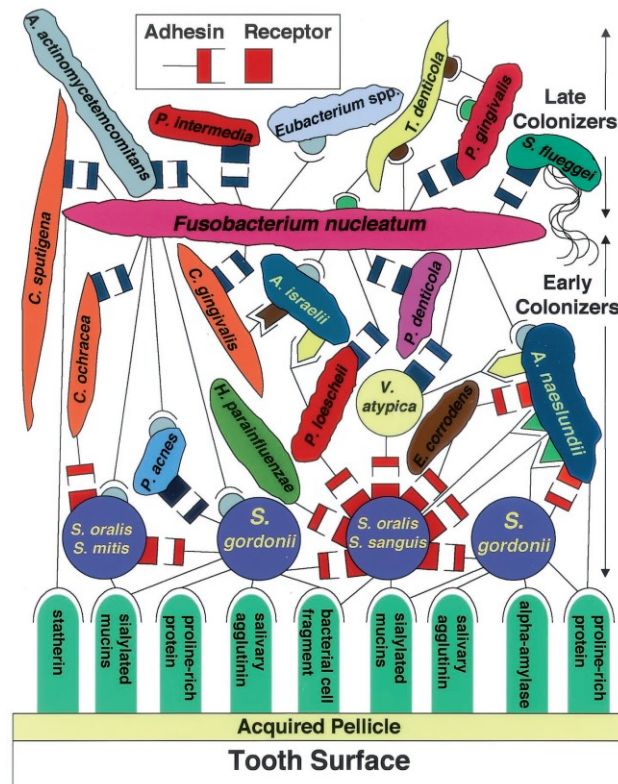 Adhesin Receptor
A. actinomycetemcomitans
P. intermedia
Eubacterium spp.
T. denticola
P. gingivalis
Late
Colonizers
S. flueggei
Fusobacterium nucleatum
C. sputigena
C. ochracea
C. gingivalis
A. israelii
P. denticola
Early
Colonizers
A. naeslundii
P. loescheii
V.
atypica
E. corrodens
H. parainfluenzae
P. acnes
S. oralis
S. mitis
S.
gordonii
S. oralis
S. sanguis
S.
gordonii
statherin
sialylated
mucins
proline-rich
protein
salivary
agglutinin
bacterial cell
fragment
sialylated
mucins
salivary
agglutinin
alpha-amylase
proline-rich
protein
Acquired Pellicle
Tooth Surface